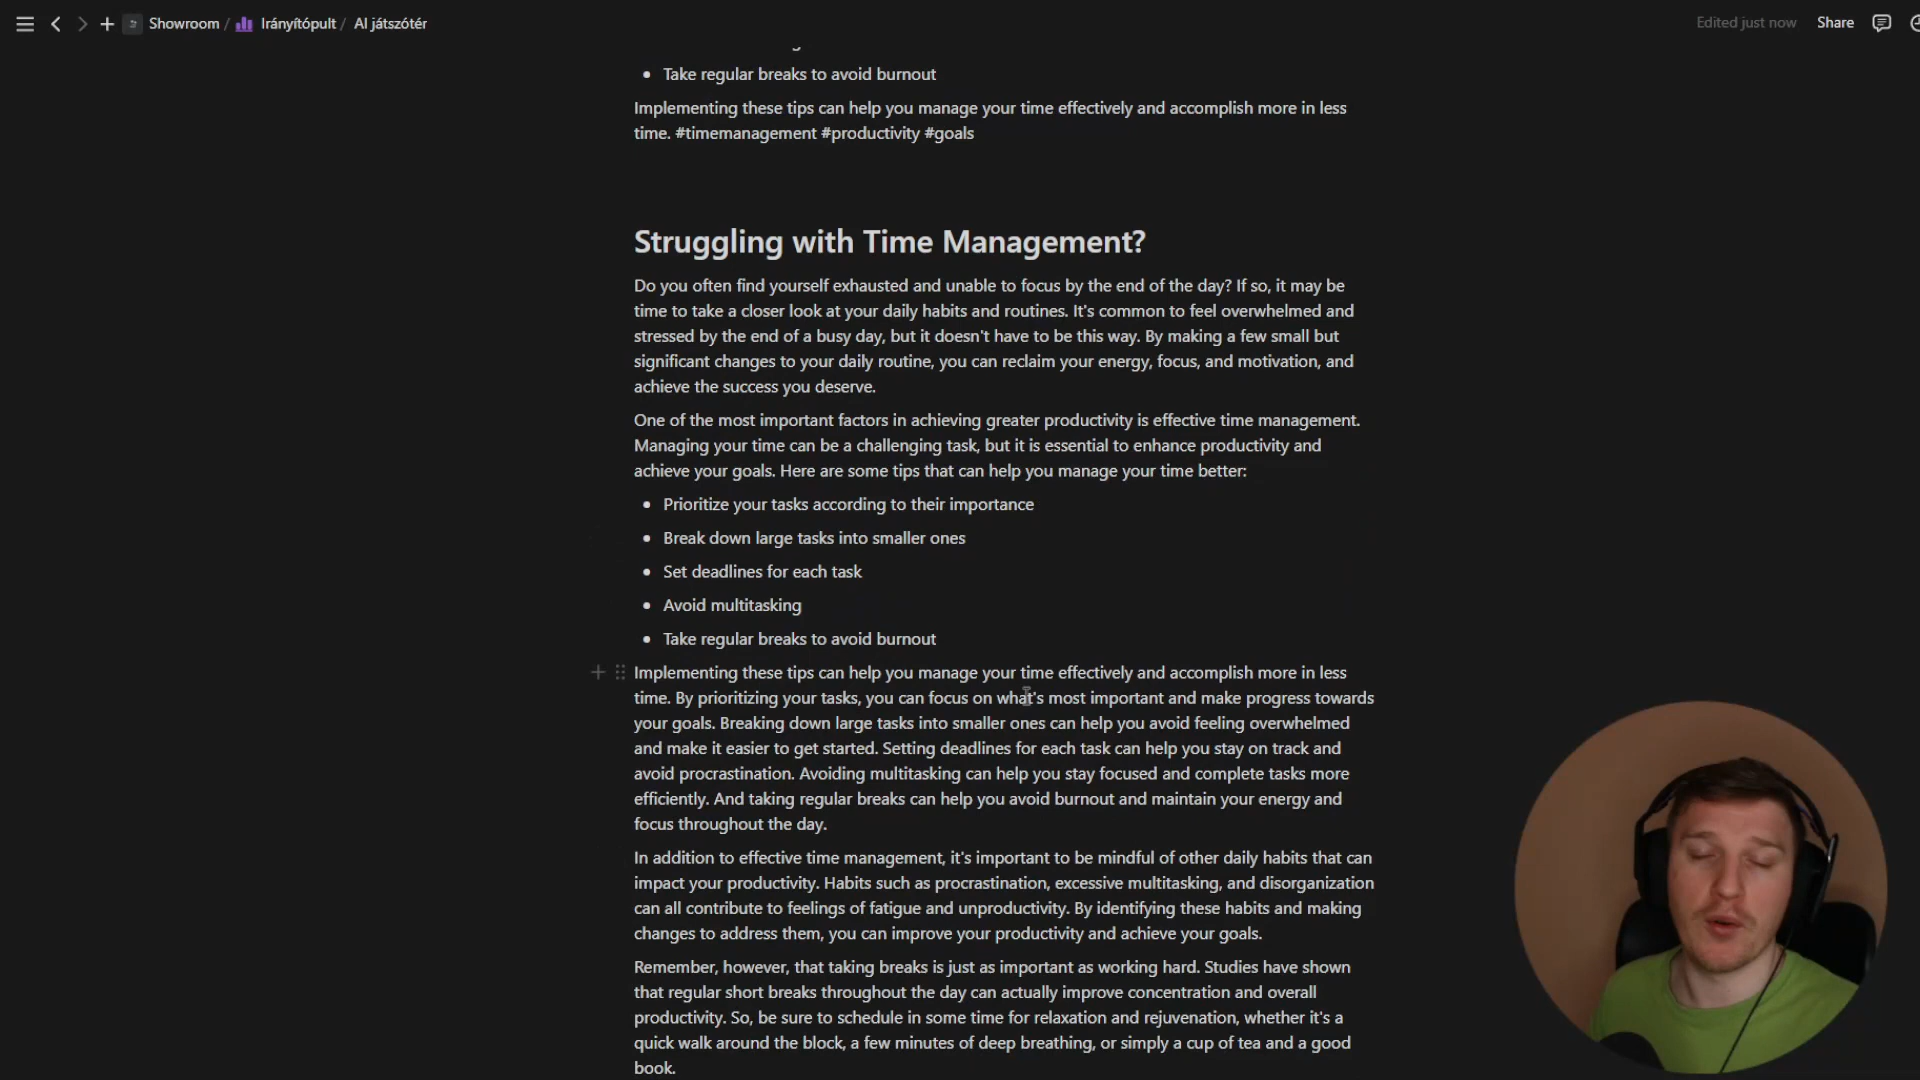 Showroom / Irányítópult / AI játszótér
Edited just now Share
Take regular breaks to avoid burnout
Implementing these tips can help you manage your time effectively and accomplish more in less
time. #timemanagement #productivity #goals
Struggling with Time Management?
Do you often find yourself exhausted and unable to focus by the end of the day? If so, it may be
time to take a closer look at your daily habits and routines. It's common to feel overwhelmed and
stressed by the end of a busy day, but it doesn't have to be this way. By making a few small but
significant changes to your daily routine, you can reclaim your energy, focus, and motivation, and
achieve the success you deserve.
One of the most important factors in achieving greater productivity is effective time management.
Managing your time can be a challenging task, but it is essential to enhance productivity and
achieve your goals. Here are some tips that can help you manage your time better:
Prioritize your tasks according to their importance
Break down large tasks into smaller ones
Set deadlines for each task
Avoid multitasking
Take regular breaks to avoid burnout
Implementing these tips can help you manage your time effectively and accomplish more in less
time. By prioritizing your tasks, you can focus on what's most important and make progress towards
your goals. Breaking down large tasks into smaller ones can help you avoid feeling overwhelmed
and make it easier to get started. Setting deadlines for each task can help you stay on track and
avoid procrastination. Avoiding multitasking can help you stay focused and complete tasks more
efficiently. And taking regular breaks can help you avoid burnout and maintain your energy and
focus throughout the day.
In addition to effective time management, it's important to be mindful of other daily habits that can
impact your productivity. Habits such as procrastination, excessive multitasking, and disorganization
can all contribute to feelings of fatigue and unproductivity. By identifying these habits and making
changes to address them, you can improve your productivity and achieve your goals.
Remember, however, that taking breaks is just as important as working hard. Studies have shown
that regular short breaks throughout the day can actually improve concentration and overall
productivity. So, be sure to schedule in some time for relaxation and rejuvenation, whether it's a
quick walk around the block, a few minutes of deep breathing, or simply a cup of tea and a good
book.